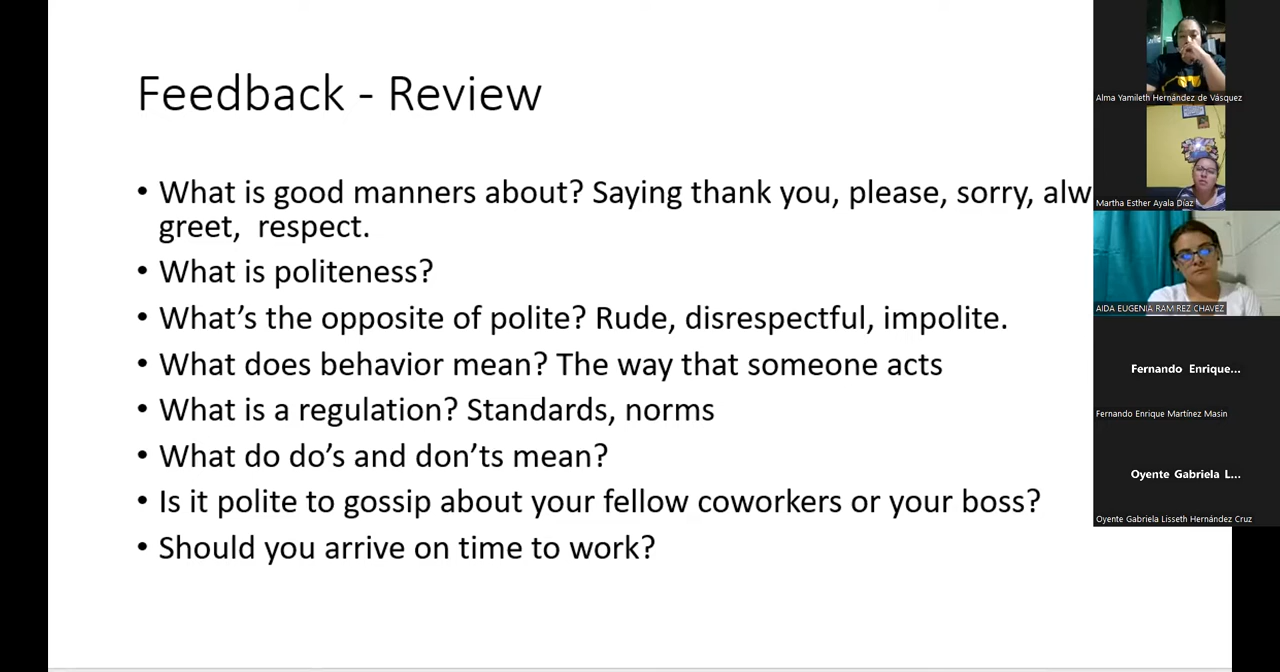 Feedback - Review
• What is good manners about? Saying thank you, please, sorry, alw
greet, respect.
• What is politeness?
• What's the opposite of polite? Rude, disrespectful, impolite.
• What does behavior mean? The way that someone acts
• What is a regulation? Standards, norms
• What do do's and don'ts mean?
• Is it polite to gossip about your fellow coworkers or your boss?
• Should you arrive on time to work?
Alma Yamileth Hernández de Vásquez
Martha Esther Ayala Díaz
AIDA EUGENIA RAM REZ CHAVEZ
Fernando Enrique...
Fernando Enrique Martínez Masin
Oyente Gabriela L...
Oyente Gabriela Lisseth Hernández Cruz